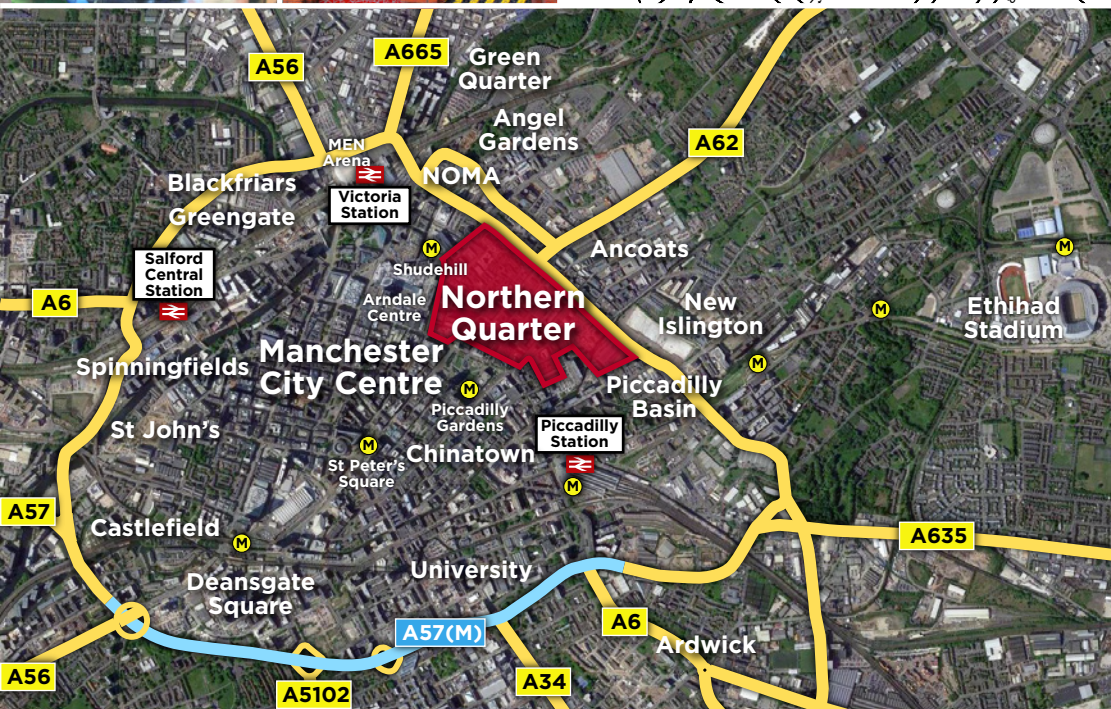 A56
A665
Green
Quarter
Angel
Gardens
A62
MEN
Arena
NOMA
Blackfriars
Victoria
Station
Greengate
M
Shudehill
Ancoats
M
Salford
Central
Station
A6
Arndale
Centre
Northern
Quarter
New
Islington
M
Ethihad
Stadium
Manchester
City Centre
Spinningfields
M
M
Piccadilly
Gardens
Piccadilly
Basin
St John's
Piccadilly
Station
M
St Peter's
Square
Chinatown
M
A57
Castlefield
M
A635
University
Deansgate
Square
A57(M)
A6
Ardwick
A56
A5102
A34